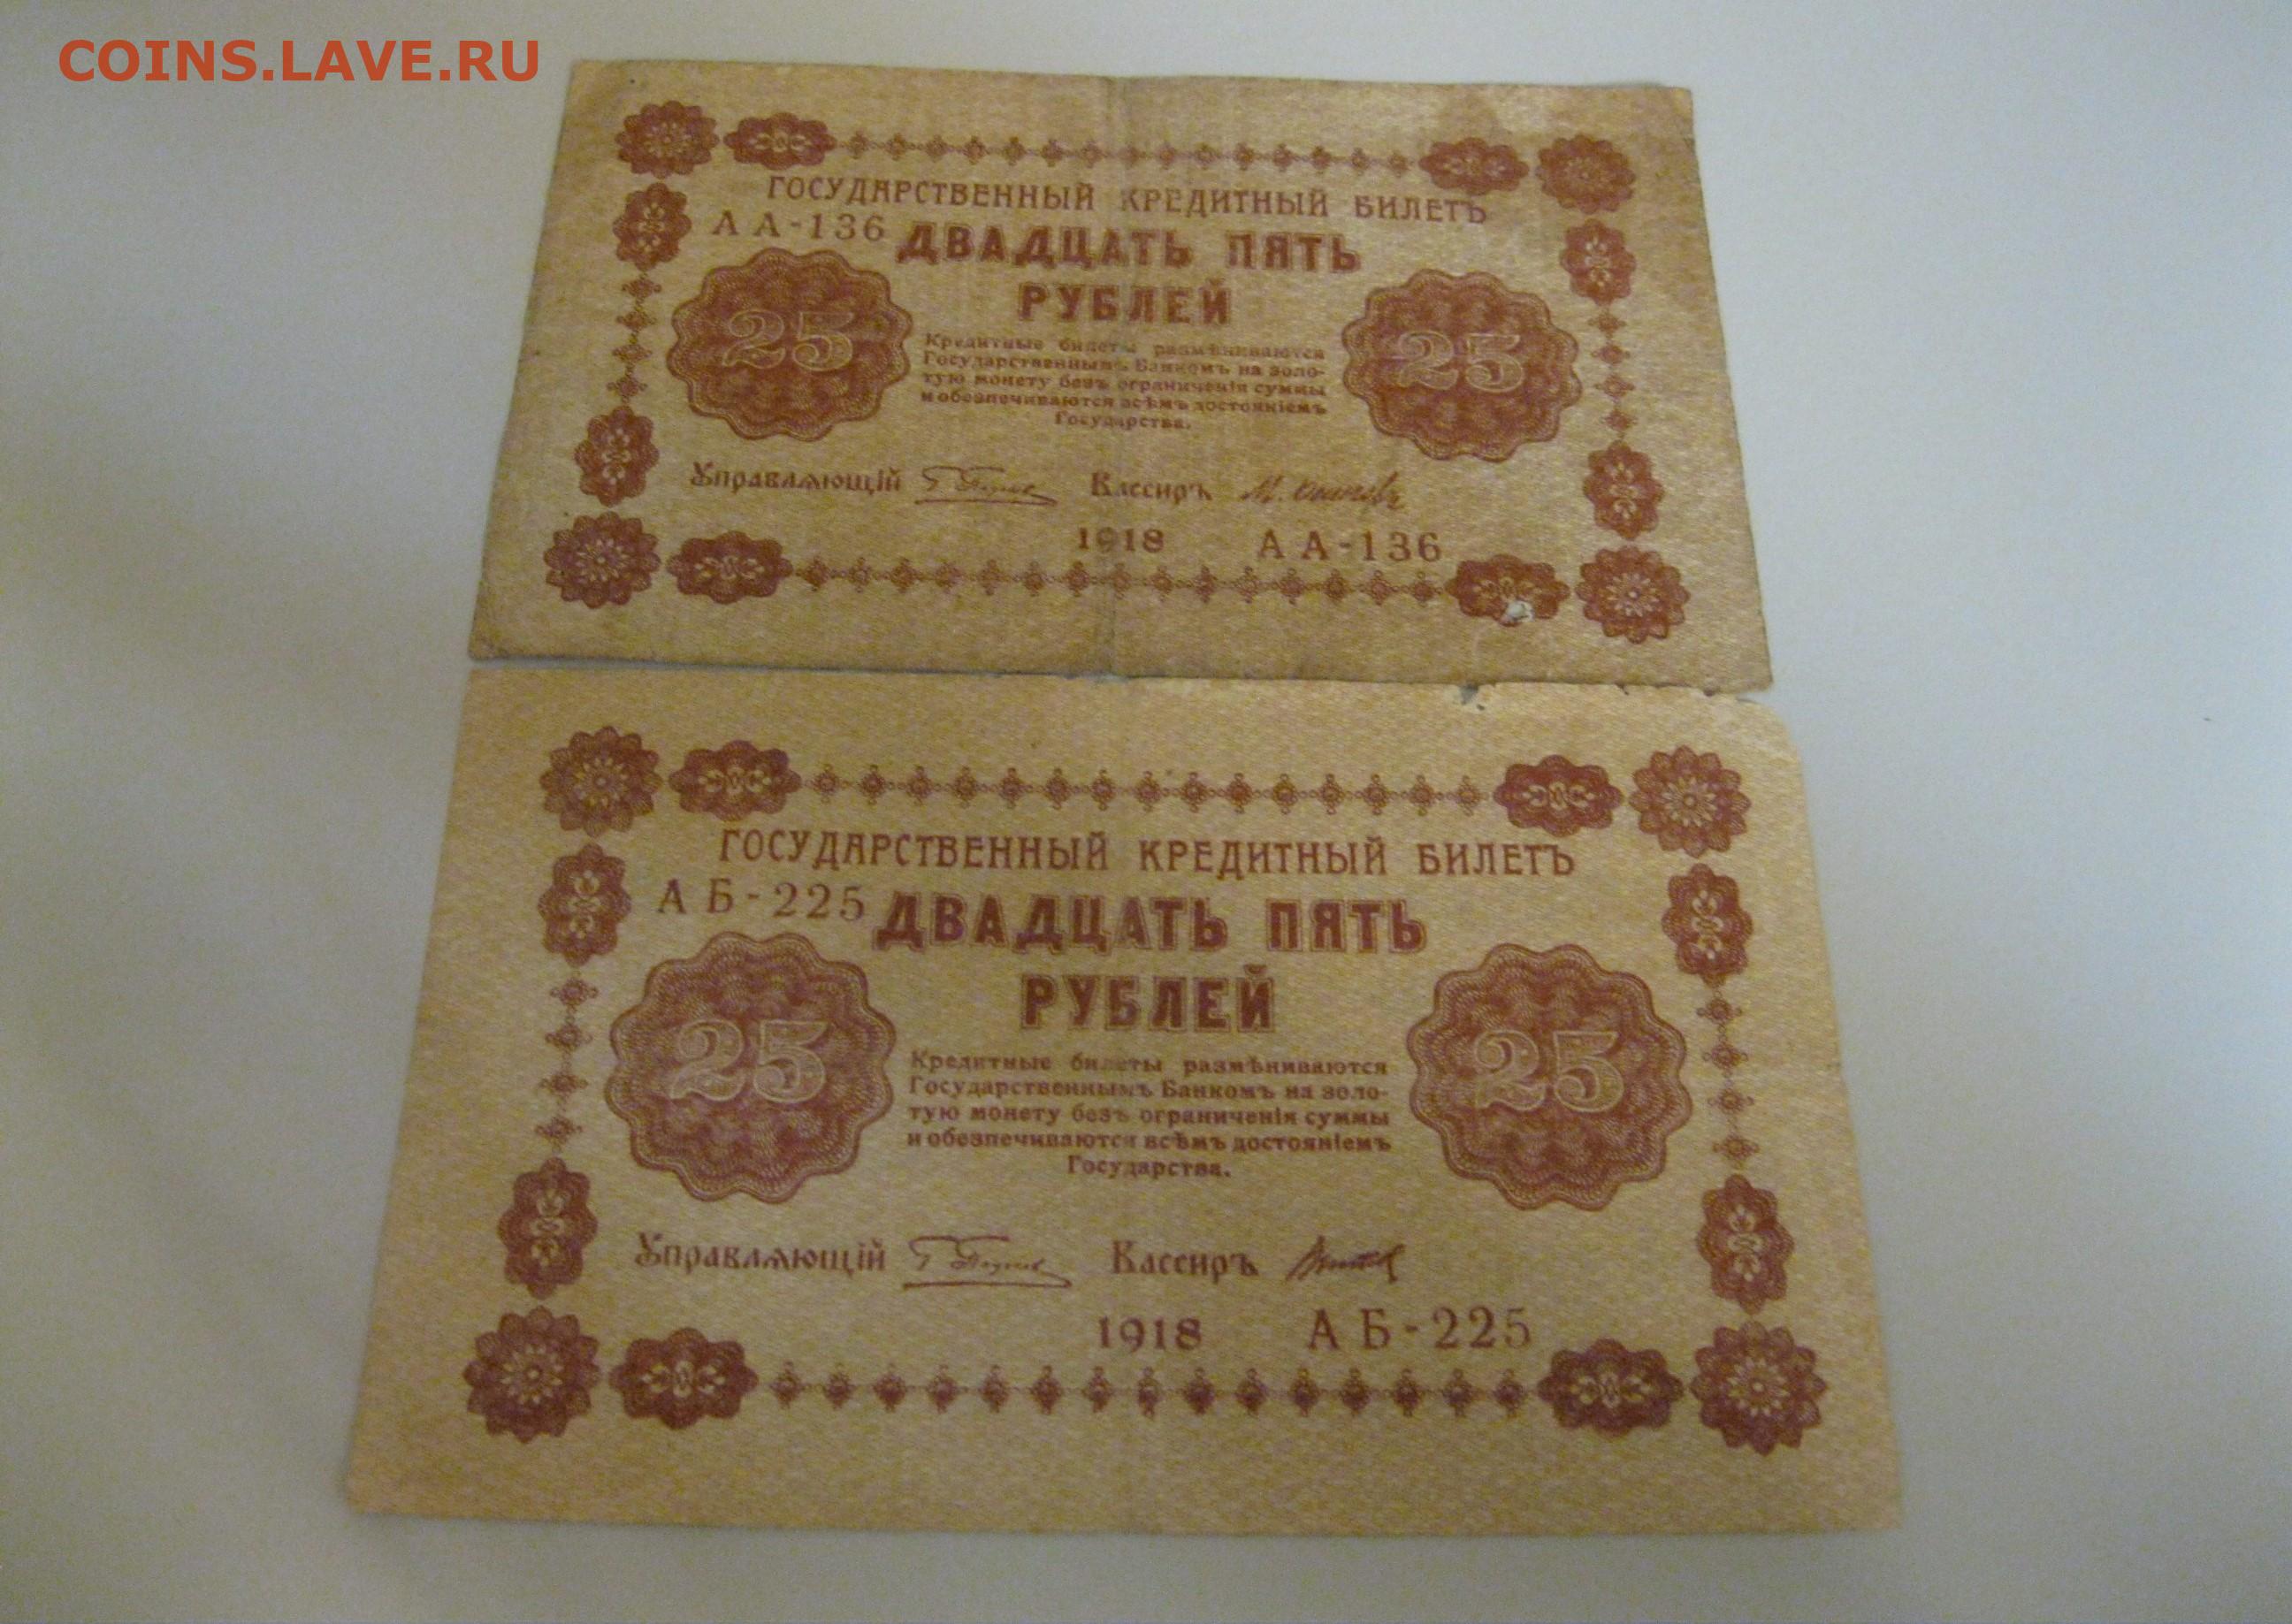 COINS.LAVE.RU
ГОСУДАРСТВЕННЫЙ КРЕДИТНЫЙ БИЛЕТЪ
АА-136 ДВАДЦАТЬ ПЯТЬ
РУБЛЕЙ
25 25
Кредитные билеты размѣниваются
Государственнымъ Банкомъ на золо-
тую монету безъ ограниченія суммы
и обезпечиваются всѣмъ достояніемъ
Государства.
Управляющій Кассиръ
1918 АА-136
ГОСУДАРСТВЕННЫЙ КРЕДИТНЫЙ БИЛЕТЪ
АБ-225 ДВАДЦАТЬ ПЯТЬ
РУБЛЕЙ
25 25
Кредитные билеты размѣниваются
Государственнымъ Банкомъ на золо-
тую монету безъ ограниченія суммы
и обезпечиваются всѣмъ достояніемъ
Государства.
Управляющій Кассиръ
1918 АБ-225